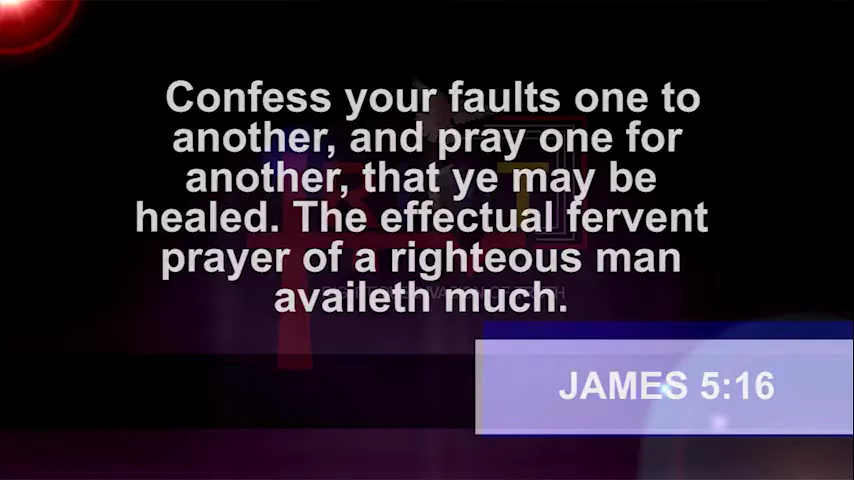 Confess your faults one to
another, and pray one for
another, that ye may be
healed. The effectual fervent
prayer of a righteous man
availeth much.
JAMES 5:16